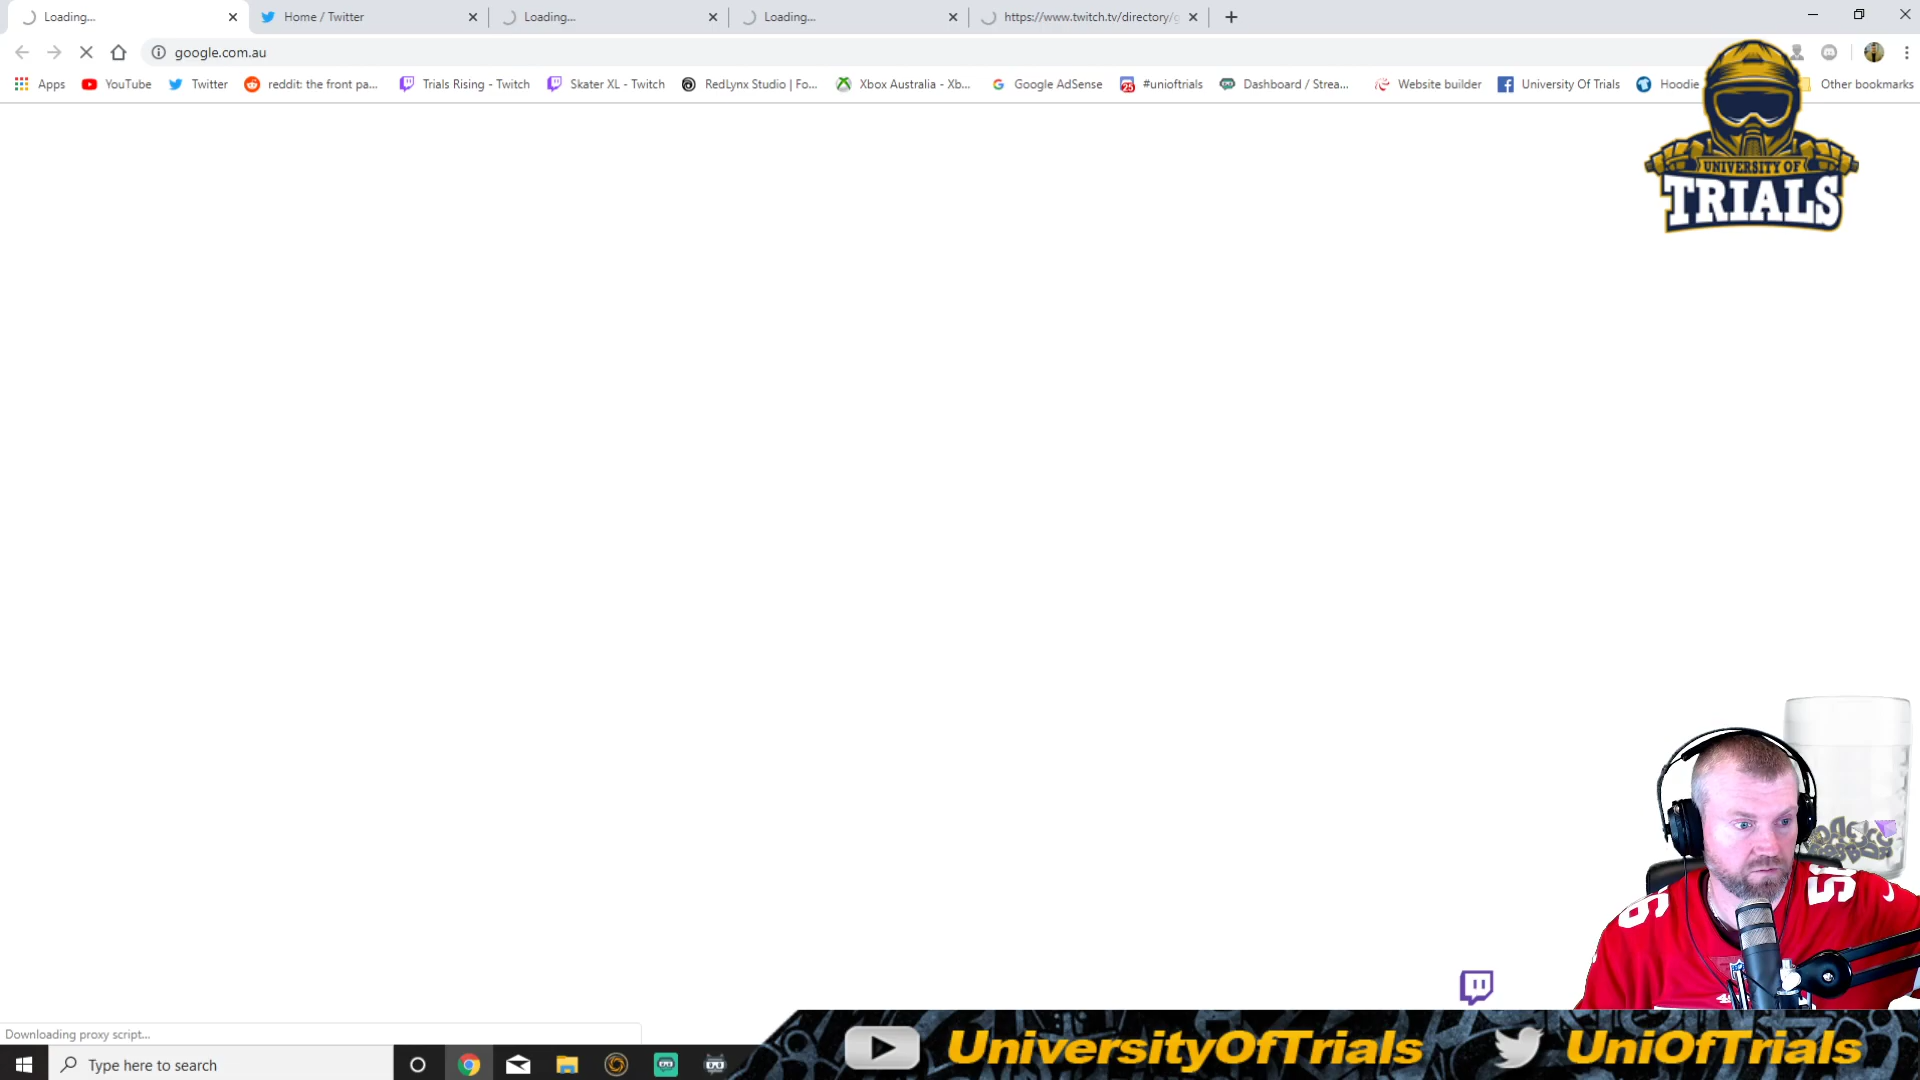 Loading...
Home / Twitter
Loading...
Loading...
https://www.twitch.tv/directory/g
google.com.au
Apps
YouTube
Twitter
reddit: the front pa...
Trials Rising - Twitch
Skater XL - Twitch
RedLynx Studio | Fo...
Xbox Australia - Xb...
Google AdSense
25
#unioftrials
Dashboard / Strea...
Website builder
University Of Trials
Hoodie
Other bookmarks
UNIVERSITY OF
TRIALS
Downloading proxy script...
Type here to search
UniversityOfTrials
UniOfTrials